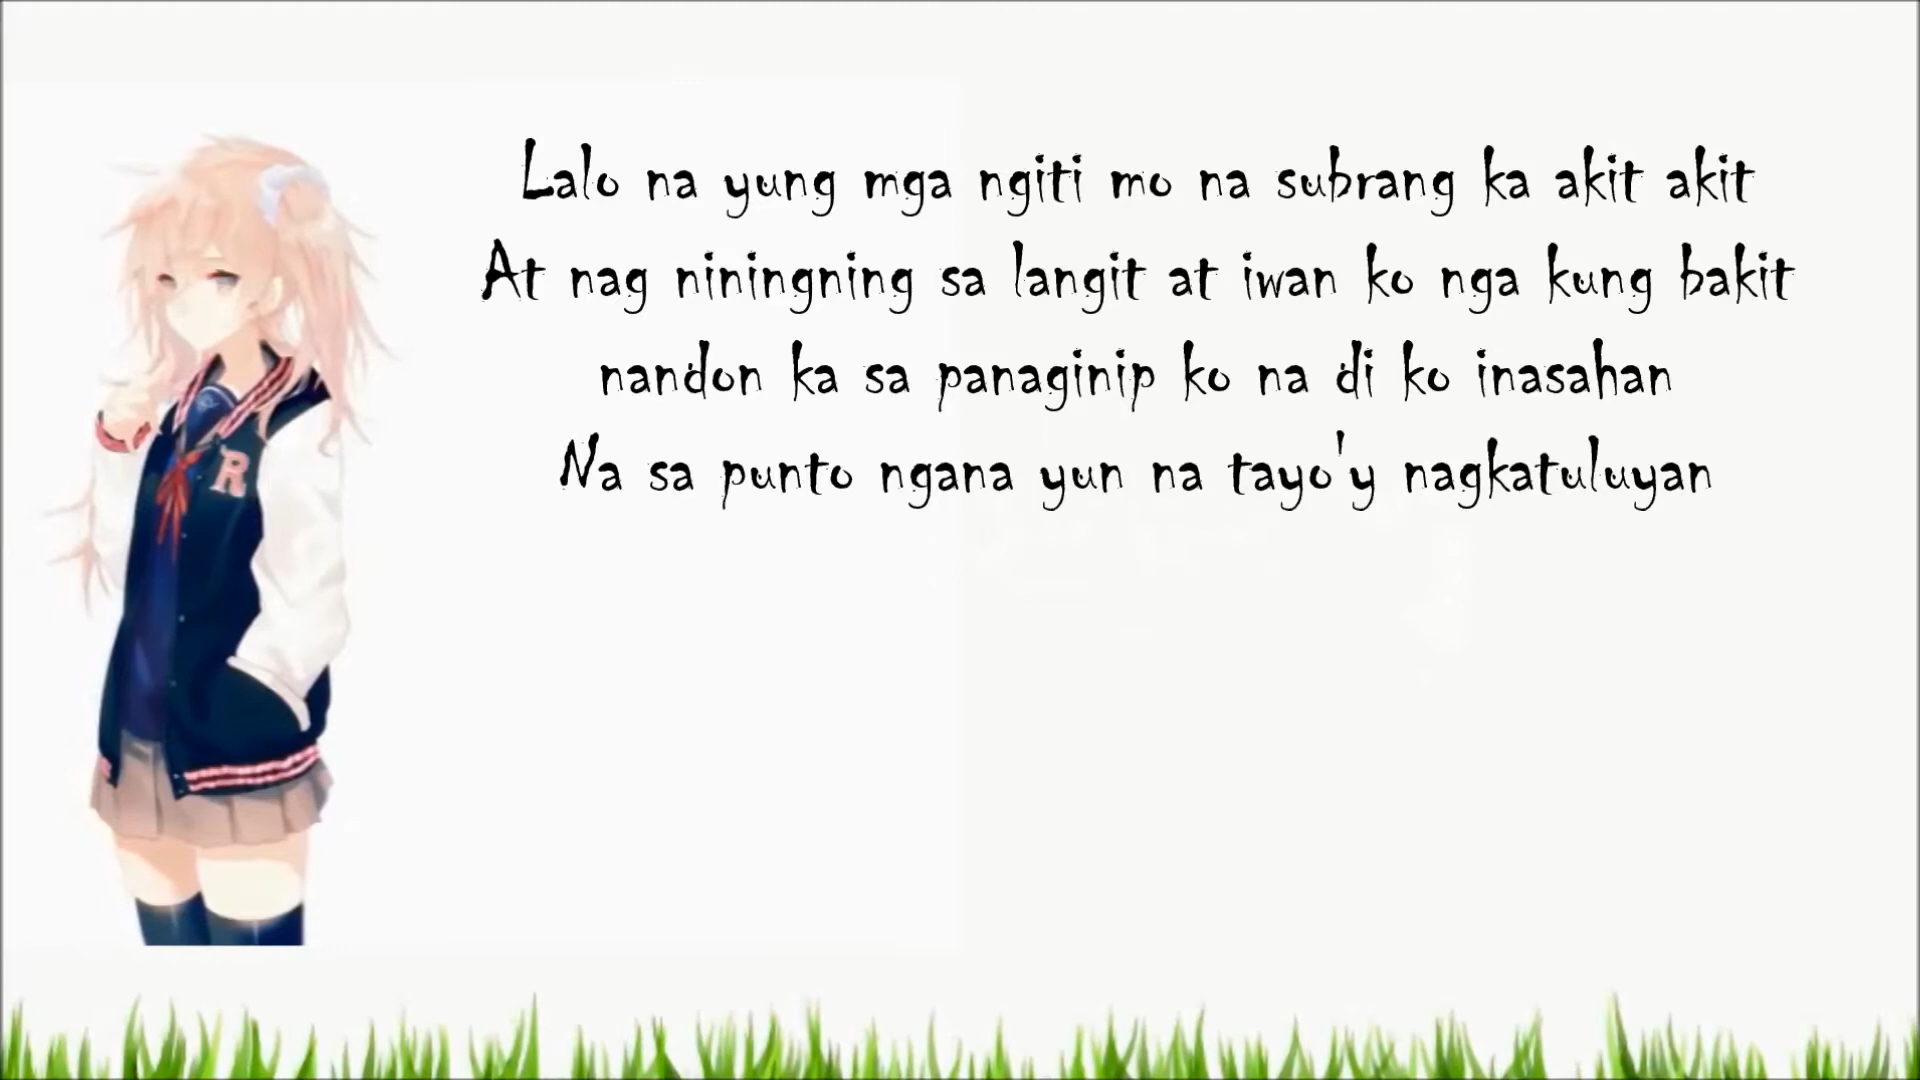 Lalo na yung mga ngiti mo na subrang ka akit akit
At nag niningning sa langit at iwan ko nga kung bakit
nandon ka sa panaginip ko na di ko inasahan
Na sa punto ngana yun na tayo'y nagkatuluyan
R